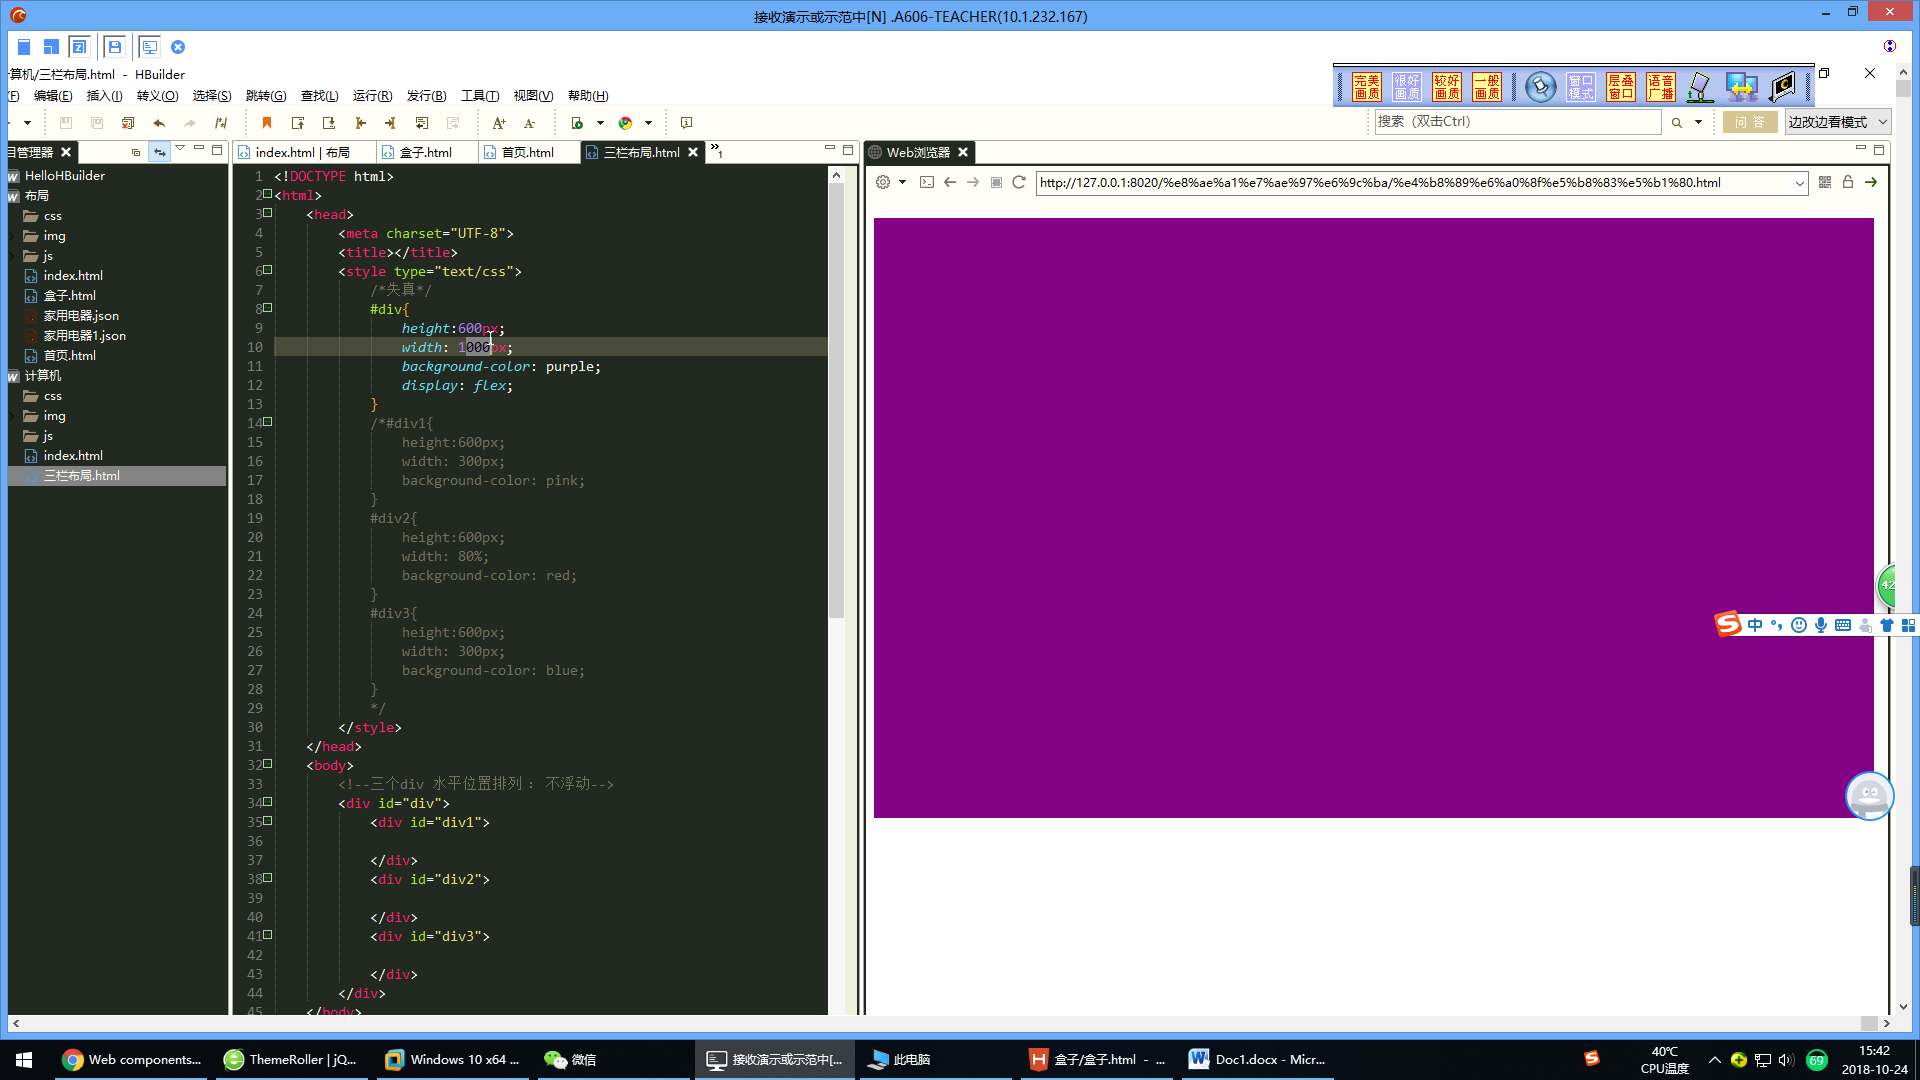 接收演示或示范中[N] .A606-TEACHER(10.1.232.167)
算机/三栏布局.html - HBuilder
(F) 编辑(E) 插入(I) 转义(O) 选择(S) 跳转(G) 查找(L) 运行(R) 发行(B) 工具(T) 视图(V) 帮助(H)
完美画质 很好画质 较好画质 一般画质 窗口模式 层叠窗口 语音广播
搜索（双击Ctrl） 问 答 边改边看模式
目管理器
index.html | 布局 盒子.html 首页.html 三栏布局.html
Web浏览器
http://127.0.0.1:8020/%e8%ae%a1%e7%ae%97%e6%9c%ba/%e4%b8%89%e6%a0%8f%e5%b8%83%e5%b1%80.html
HelloHBuilder
布局
css
img
js
index.html
盒子.html
家用电器.json
家用电器1.json
首页.html
计算机
css
img
js
index.html
三栏布局.html
1 <!DOCTYPE html>
2 <html>
3 <head>
4 <meta charset="UTF-8">
5 <title></title>
6 <style type="text/css">
7 /*失真*/
8 #div{
9 height:600px;
10 width: 1000px;
11 background-color: purple;
12 display: flex;
13 }
14 /*#div1{
15 height:600px;
16 width: 300px;
17 background-color: pink;
18 }
19 #div2{
20 height:600px;
21 width: 80%;
22 background-color: red;
23 }
24 #div3{
25 height:600px;
26 width: 300px;
27 background-color: blue;
28 }
29 */
30 </style>
31 </head>
32 <body>
33 <!--三个div 水平位置排列 ： 不浮动-->
34 <div id="div">
35 <div id="div1">
36
37 </div>
38 <div id="div2">
39
40 </div>
41 <div id="div3">
42
43 </div>
44 </div>
45 </body>
42
中
Web components... ThemeRoller | jQ... Windows 10 x64 ... 微信 接收演示或示范中[... 此电脑 盒子/盒子.html - ... Doc1.docx - Micr...
40℃
CPU温度
69
15:42
2018-10-24